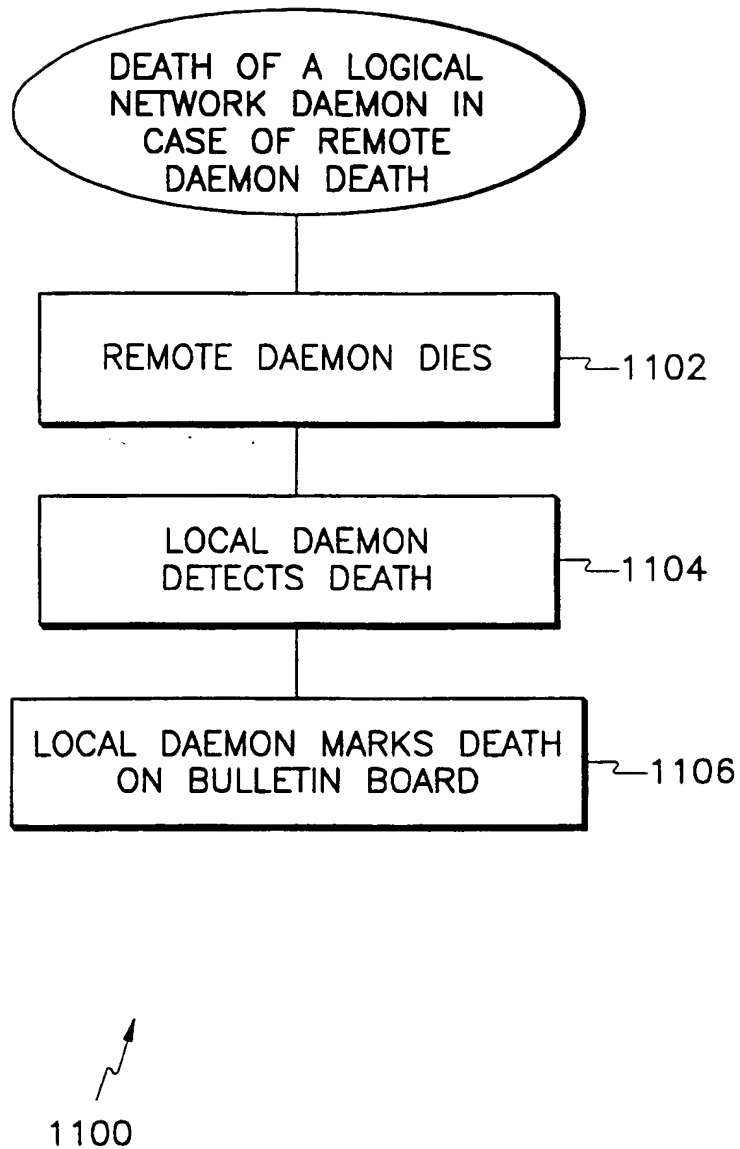 DEATH OF A LOGICAL
NETWORK DAEMON IN
CASE OF REMOTE
DAEMON DEATH
REMOTE DAEMON DIES
1102
LOCAL DAEMON
DETECTS DEATH
1104
LOCAL DAEMON MARKS DEATH
ON BULLETIN BOARD
1106
1100